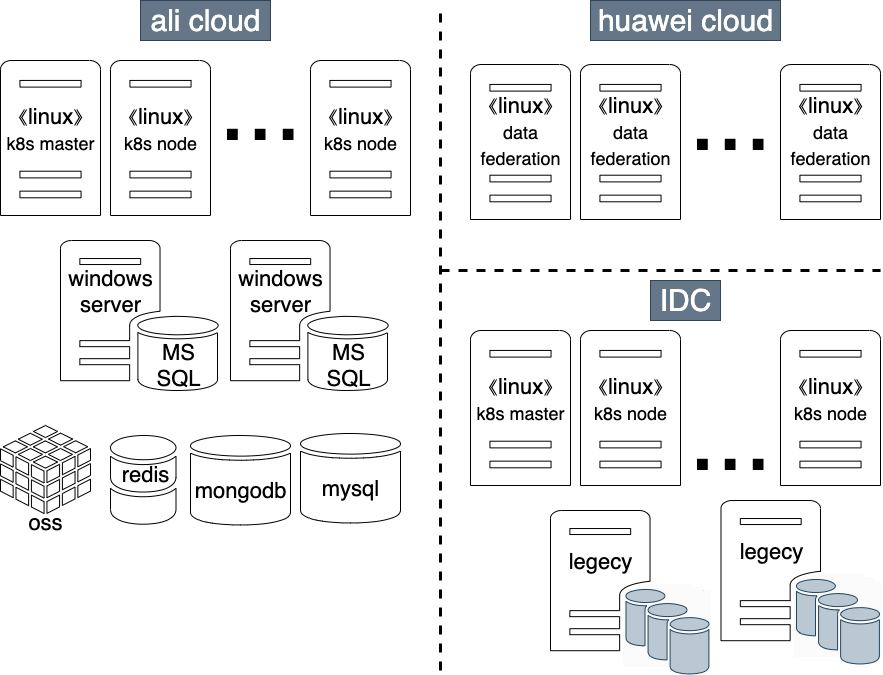 ali cloud
《linux》
k8s master
《linux》
k8s node
《linux》
k8s node
windows
server
MS
SQL
windows
server
MS
SQL
oss
redis
mongodb
mysql
huawei cloud
《linux》
data
federation
《linux》
data
federation
《linux》
data
federation
IDC
《linux》
k8s master
《linux》
k8s node
《linux》
k8s node
legecy
legecy